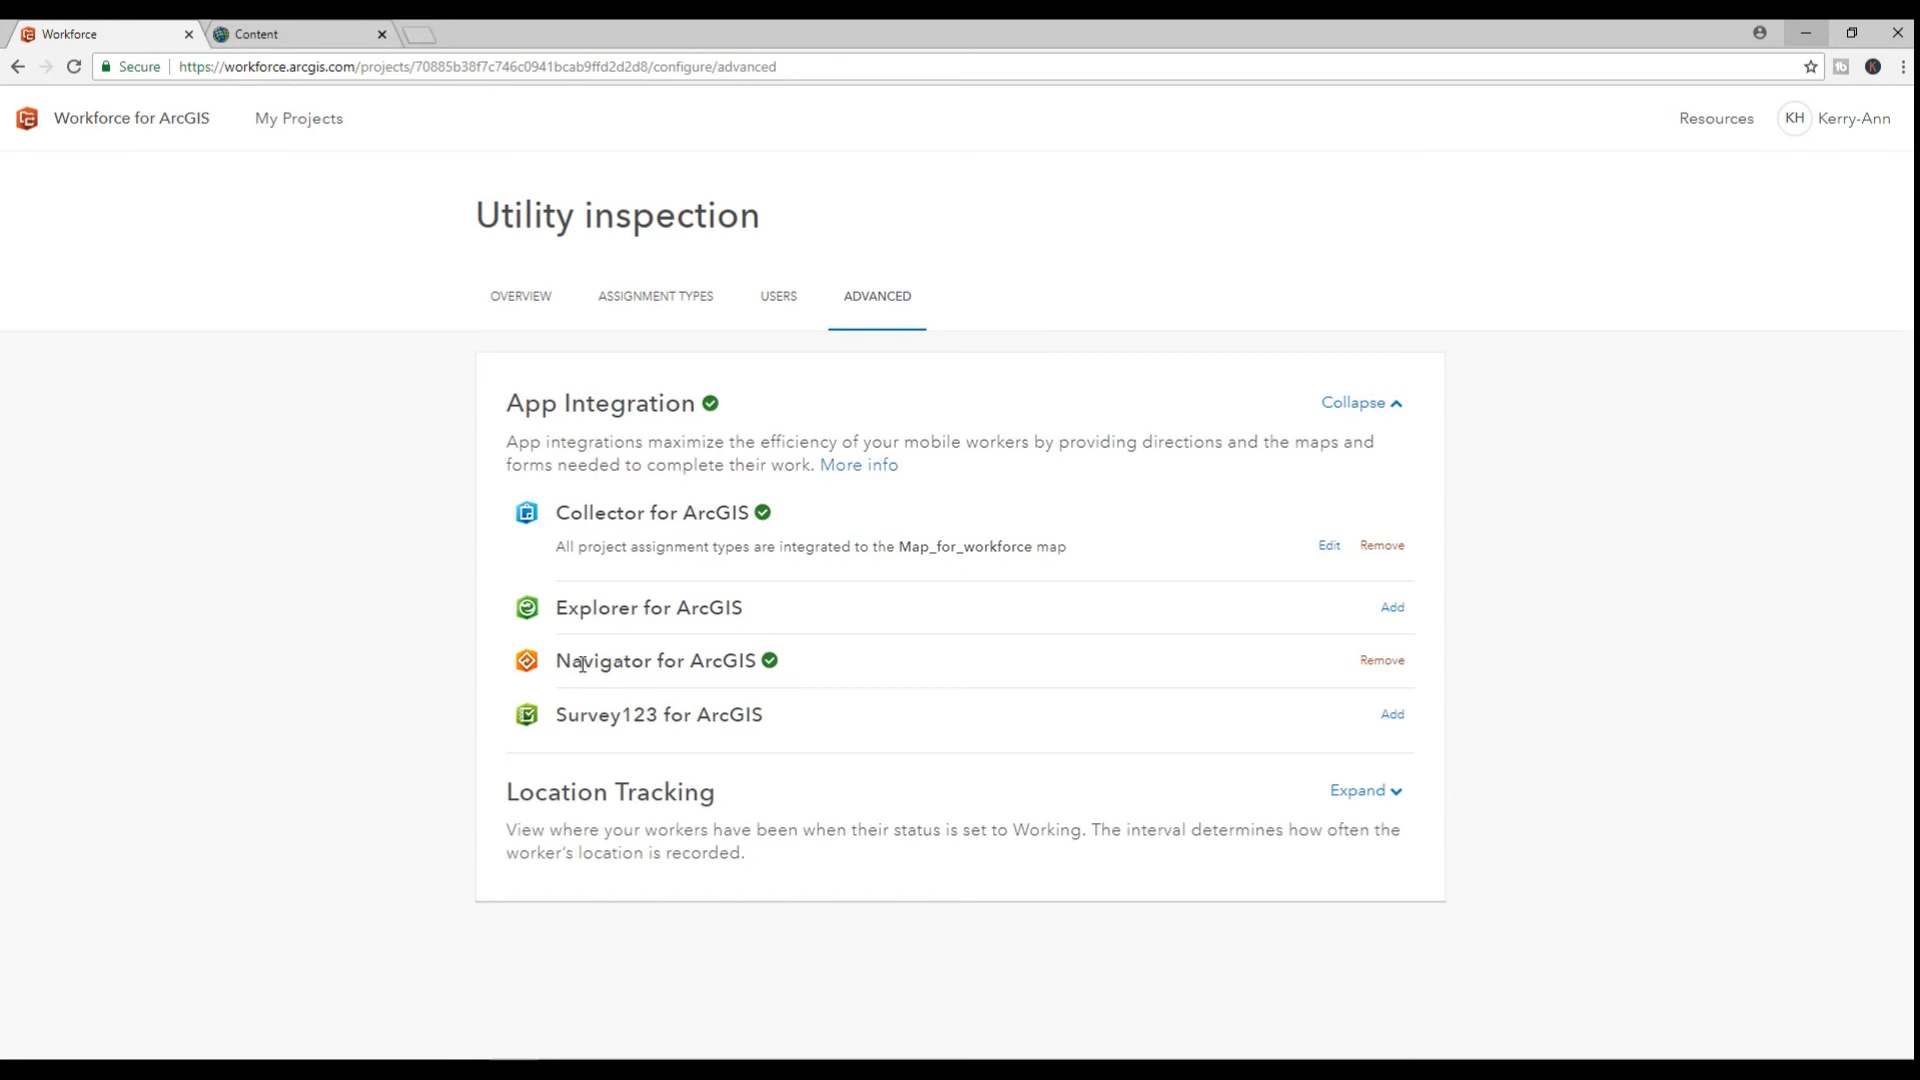 Workforce
Content
Secure
https://workforce.arcgis.com/projects/70885b38f7c746c0941bcab9ffd2d2d8/configure/advanced
Workforce for ArcGIS
My Projects
Resources
KH
Kerry-Ann
Utility inspection
OVERVIEW
ASSIGNMENT TYPES
USERS
ADVANCED
App Integration
Collapse
App integrations maximize the efficiency of your mobile workers by providing directions and the maps and
forms needed to complete their work. More info
Collector for ArcGIS
All project assignment types are integrated to the Map_for_workforce map
Edit
Remove
Explorer for ArcGIS
Add
Navigator for ArcGIS
Remove
Survey123 for ArcGIS
Add
Location Tracking
Expand
View where your workers have been when their status is set to Working. The interval determines how often the
worker's location is recorded.